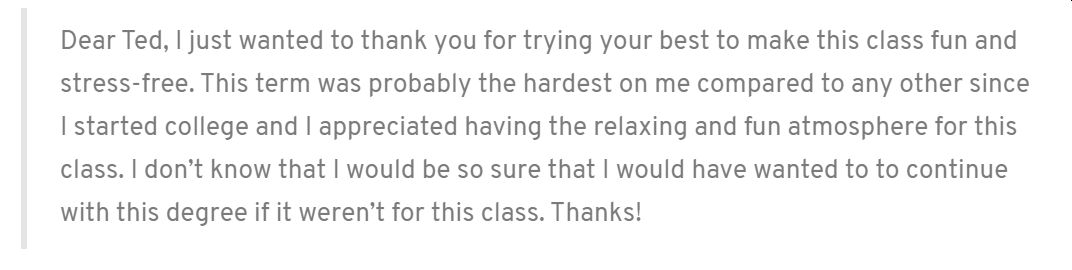 Dear Ted, I just wanted to thank you for trying your best to make this class fun and
stress-free. This term was probably the hardest on me compared to any other since
I started college and I appreciated having the relaxing and fun atmosphere for this
class. I don’t know that I would be so sure that I would have wanted to to continue
with this degree if it weren’t for this class. Thanks!